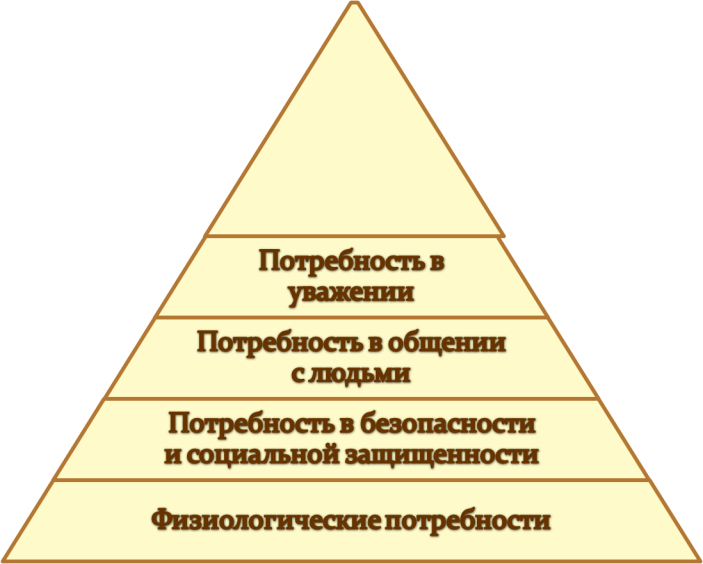 Потребность в
уважении
Потребность в общении
с людьми
Потребность в безопасности
и социальной защищенности
Физиологические потребности